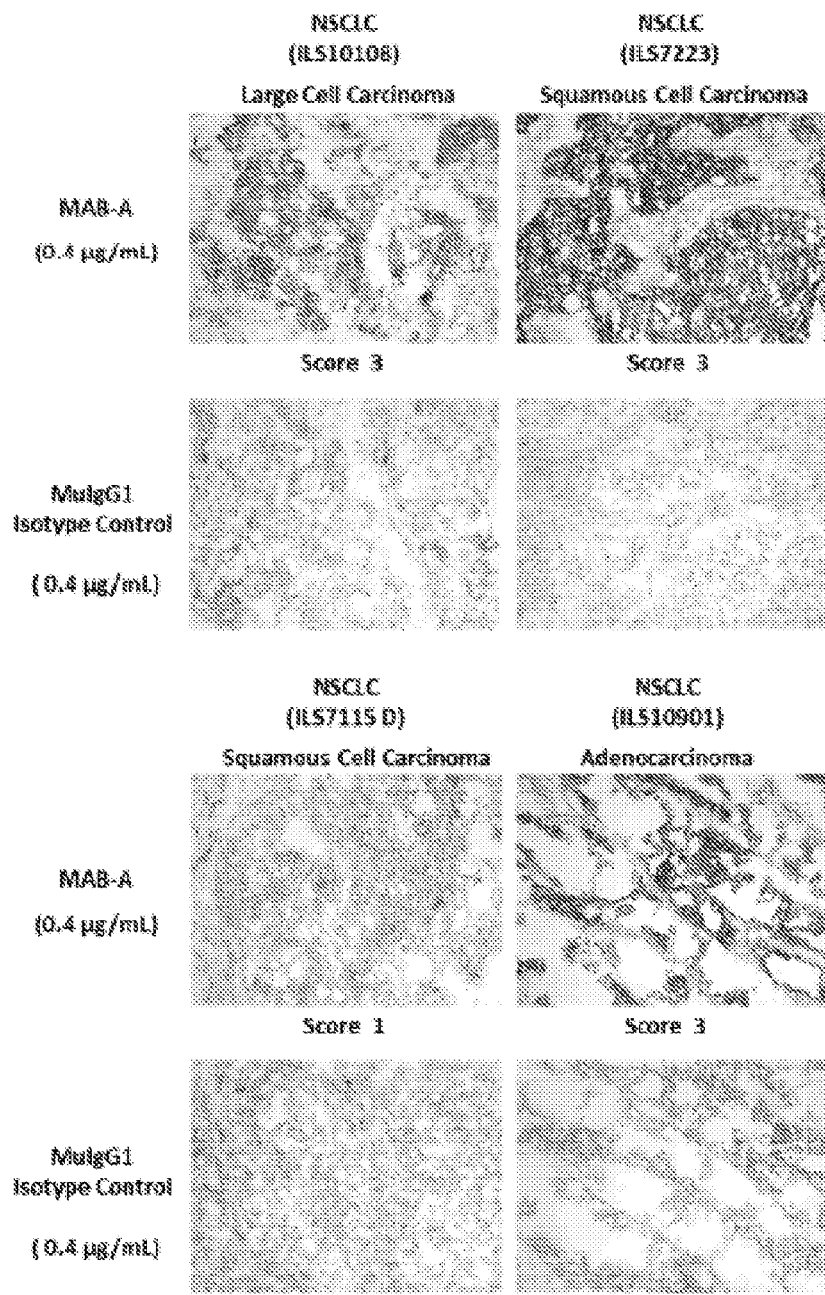 NSCLC
(ILS10108)
Large Cell Carcinoma
NSCLC
(ILS7223)
Squamous Cell Carcinoma
MAB-A
(0.4 µg/mL)
Score 3
Score 3
MuIgG1
Isotype Control
( 0.4 µg/mL)
NSCLC
(ILS7115 D)
Squamous Cell Carcinoma
NSCLC
(ILS10901)
Adenocarcinoma
MAB-A
(0.4 µg/mL)
Score 1
Score 3
MuIgG1
Isotype Control
( 0.4 µg/mL)